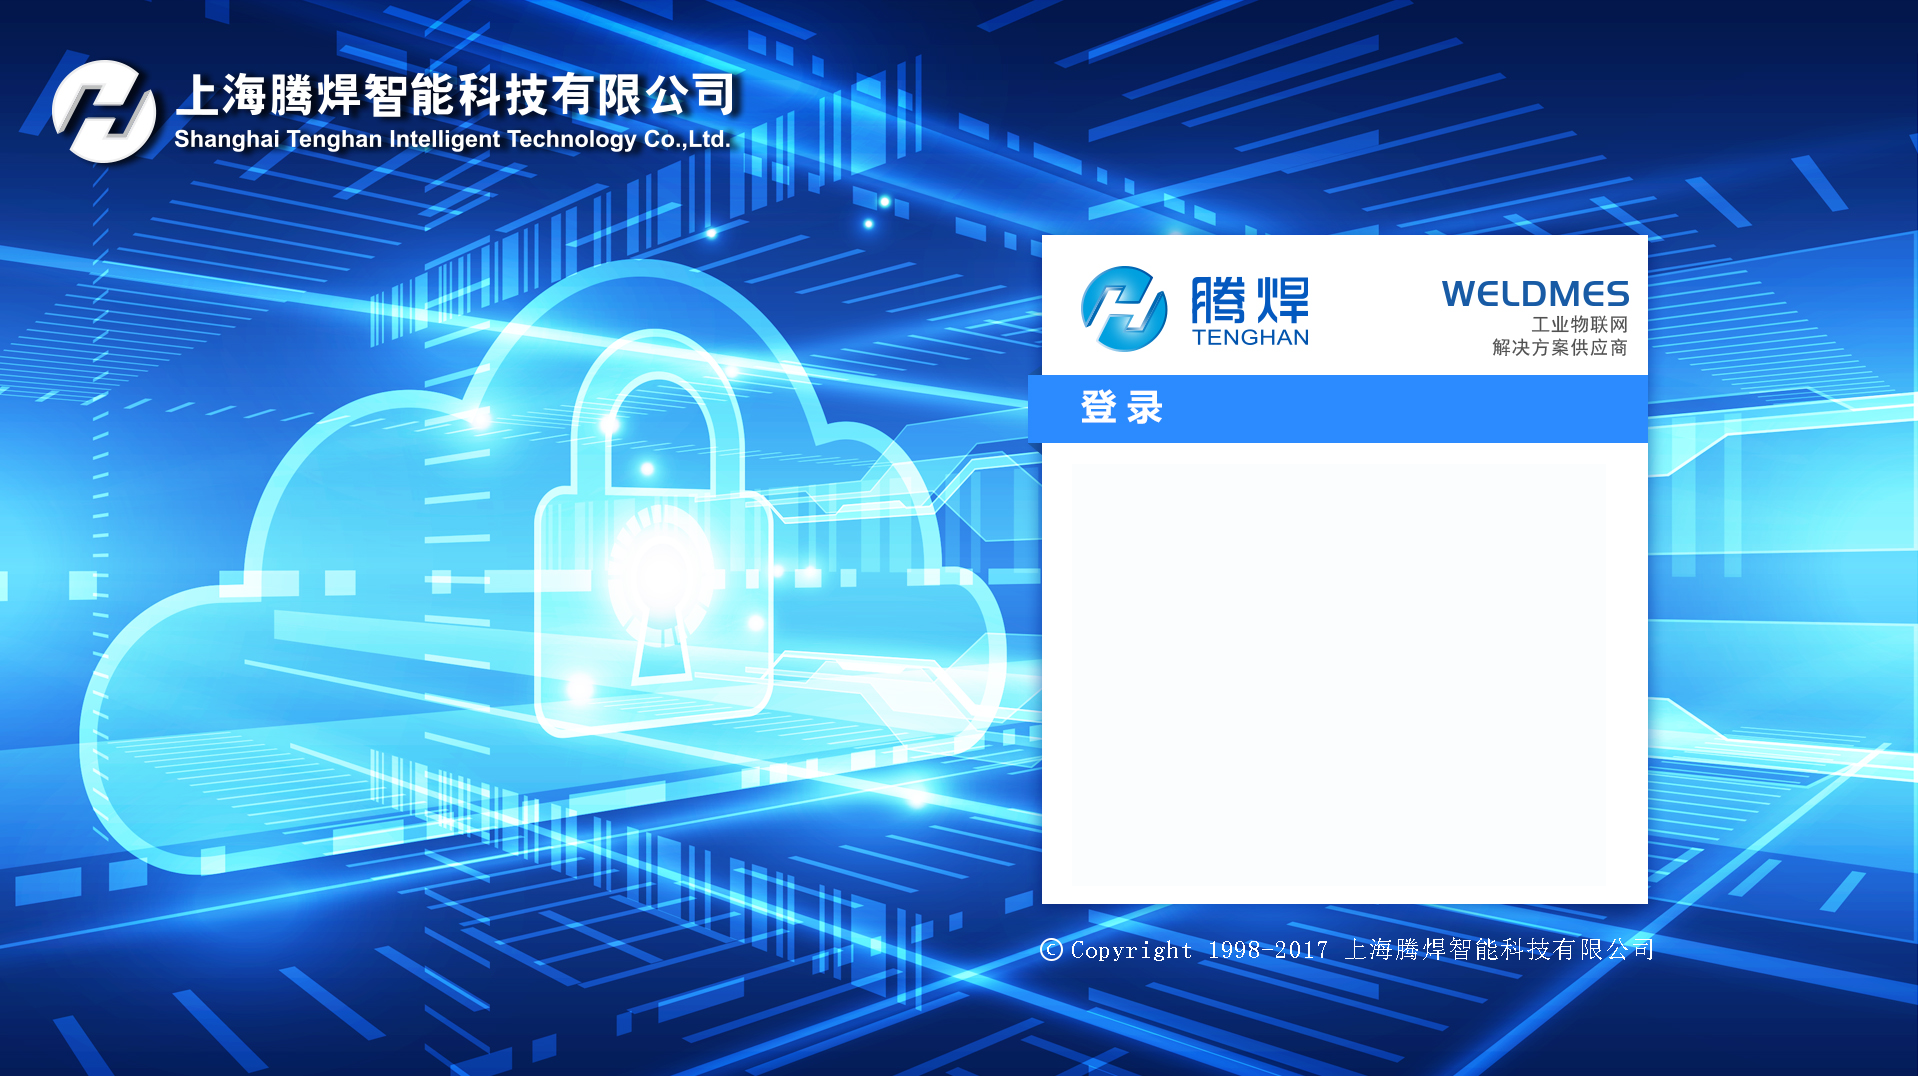 上海腾焊智能科技有限公司
Shanghai Tenghan Intelligent Technology Co.,Ltd.
腾焊
TENGHAN
WELDMES
工业物联网
解决方案供应商
登录
© Copyright 1998-2017 上海腾焊智能科技有限公司